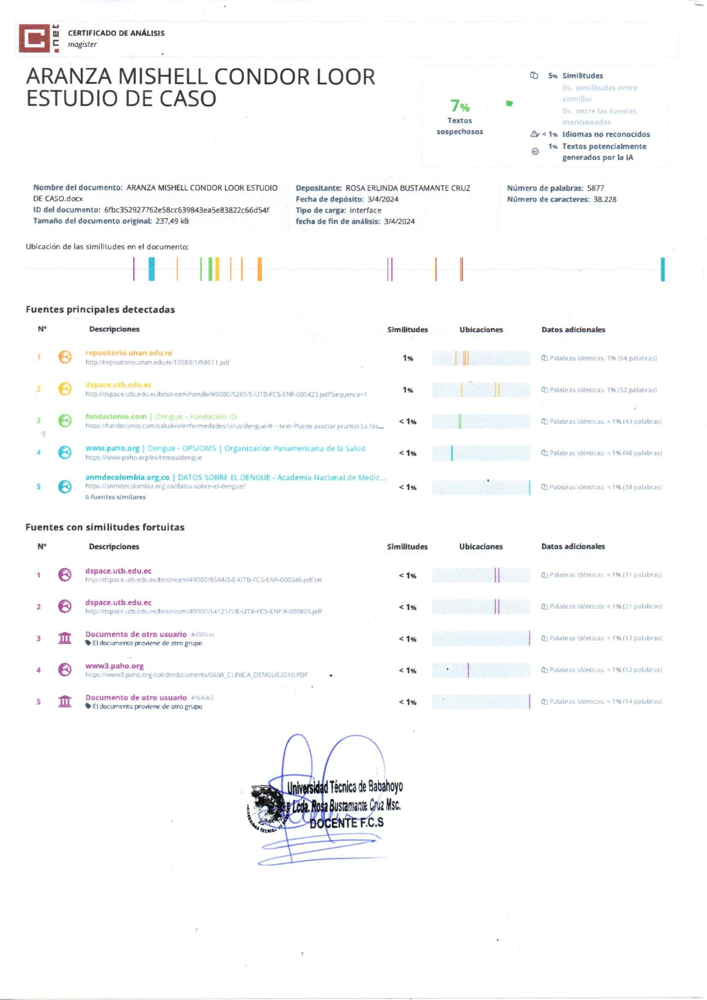 C.net
CERTIFICADO DE ANÁLISIS
magister
ARANZA MISHELL CONDOR LOOR
ESTUDIO DE CASO
7%
Textos
sospechosos
5% Similitudes
0% similitudes entre
comillas
0% entre las fuentes
mencionadas
< 1% Idiomas no reconocidos
1% Textos potencialmente
generados por la IA
Nombre del documento: ARANZA MISHELL CONDOR LOOR ESTUDIO
DE CASO.docx
ID del documento: 6fbc352927762e58cc639843ea5e83822c66d54f
Tamaño del documento original: 237,49 kB
Depositante: ROSA ERLINDA BUSTAMANTE CRUZ
Fecha de depósito: 3/4/2024
Tipo de carga: interface
fecha de fin de análisis: 3/4/2024
Número de palabras: 5877
Número de caracteres: 38.228
Ubicación de las similitudes en el documento:
Fuentes principales detectadas
N° Descripciones Similitudes Ubicaciones Datos adicionales
1 repositorio.unan.edu.ni
http://repositorio.unan.edu.ni/10583/1/99611.pdf
1% Palabras idénticas: 1% (64 palabras)
2 dspace.utb.edu.ec
http://dspace.utb.edu.ec/bitstream/handle/49000/9240/E-UTB-FCS-ENF-000423.pdf?sequence=1
1% Palabras idénticas: 1% (52 palabras)
3 fundacionio.com | Dengue - Fundación IO
https://fundacionio.com/salud-io/enfermedades/virus/dengue/#:~:text=Puede asociar prurito) La fas...
< 1% Palabras idénticas: < 1% (49 palabras)
4 www.paho.org | Dengue - OPS/OMS | Organización Panamericana de la Salud
https://www.paho.org/es/temas/dengue
< 1% Palabras idénticas: < 1% (48 palabras)
5 anmdecolombia.org.co | DATOS SOBRE EL DENGUE - Academia Nacional de Medic...
https://anmdecolombia.org.co/datos-sobre-el-dengue/
6 fuentes similares
< 1% Palabras idénticas: < 1% (34 palabras)
Fuentes con similitudes fortuitas
N° Descripciones Similitudes Ubicaciones Datos adicionales
1 dspace.utb.edu.ec
http://dspace.utb.edu.ec/bitstream/49000/8584/3/E-UTB-FCS-ENF-000346.pdf.txt
< 1% Palabras idénticas: < 1% (31 palabras)
2 dspace.utb.edu.ec
http://dspace.utb.edu.ec/bitstream/49000/14121/1/E-UTB-FCS-ENF.R-000803.pdf
< 1% Palabras idénticas: < 1% (21 palabras)
3 Documento de otro usuario #d55dac
El documento proviene de otro grupo
< 1% Palabras idénticas: < 1% (17 palabras)
4 www3.paho.org
https://www3.paho.org/col/dmdocuments/GUIA_CLINICA_DENGUE2010.PDF
< 1% Palabras idénticas: < 1% (12 palabras)
5 Documento de otro usuario #fb4eb5
El documento proviene de otro grupo
< 1% Palabras idénticas: < 1% (14 palabras)
Universidad Técnica de Babahoyo
Lcda. Rosa Bustamante Cruz Msc.
DOCENTE F.C.S